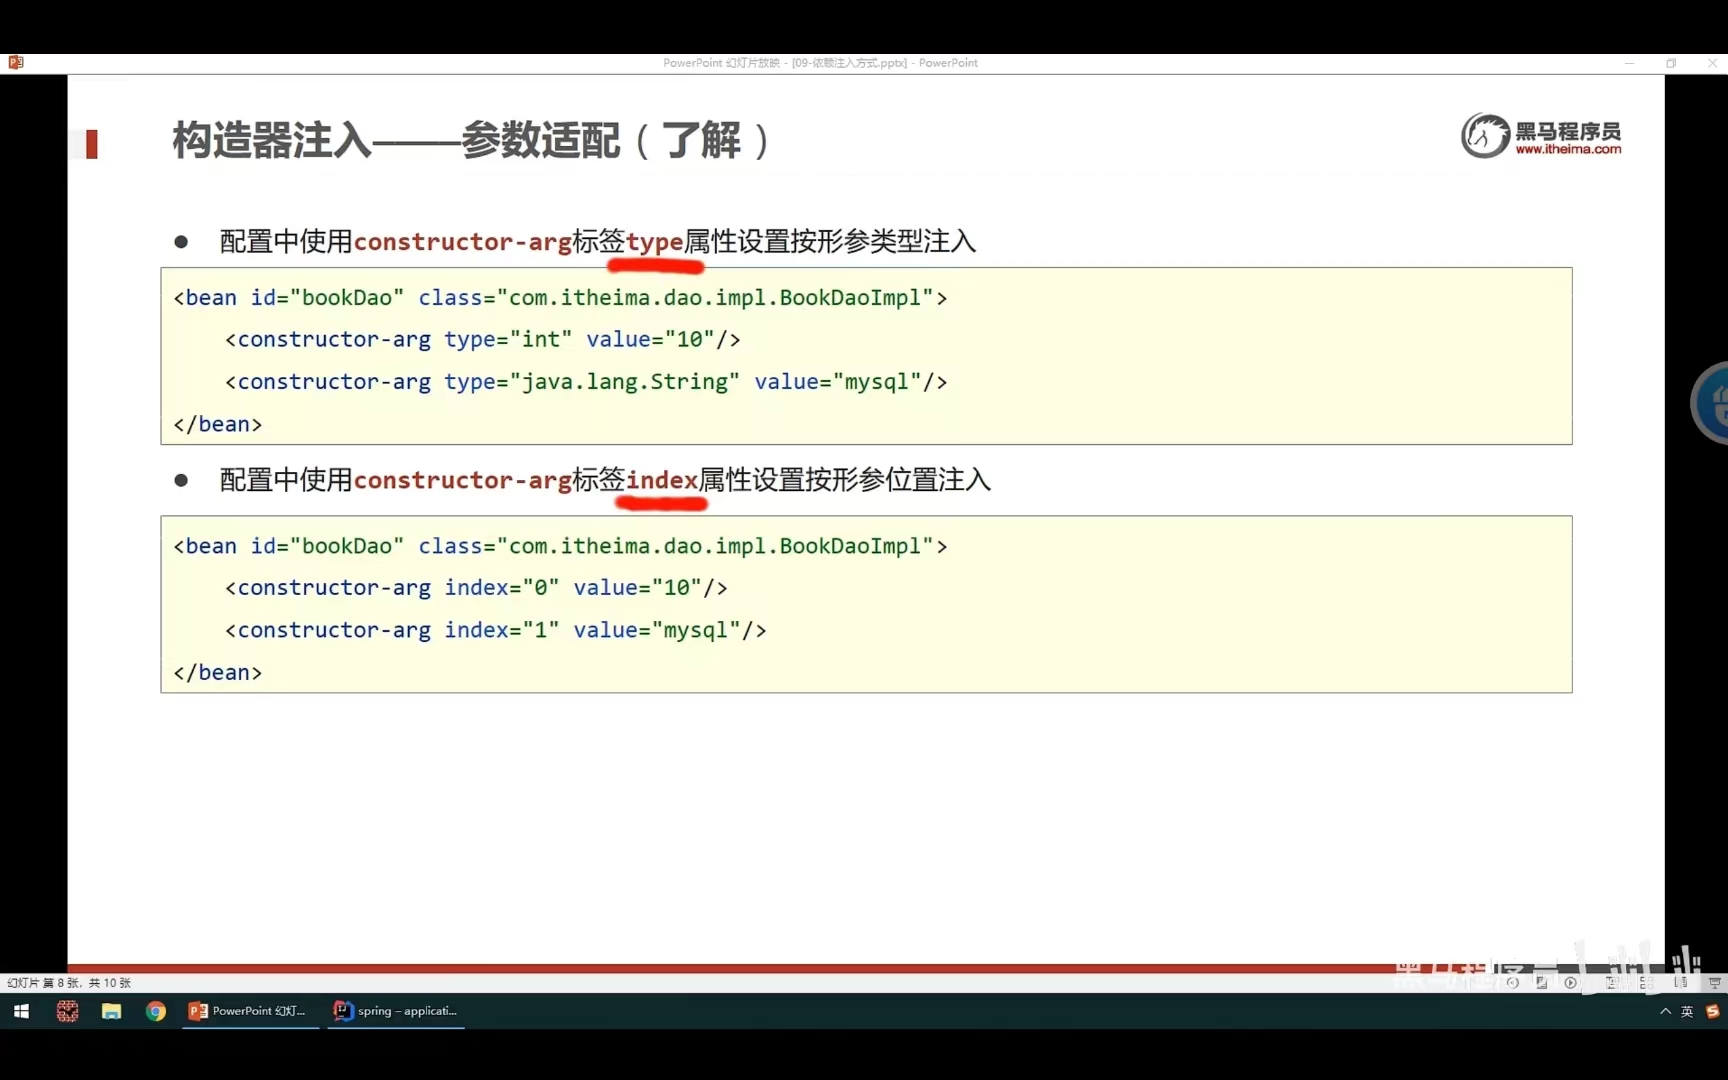 PowerPoint 幻灯片放映 - [09-依赖注入方式.pptx] - PowerPoint
构造器注入——参数适配（了解）
黑马程序员
www.itheima.com
● 配置中使用constructor-arg标签type属性设置按形参类型注入
<bean id="bookDao" class="com.itheima.dao.impl.BookDaoImpl">
    <constructor-arg type="int" value="10"/>
    <constructor-arg type="java.lang.String" value="mysql"/>
</bean>
● 配置中使用constructor-arg标签index属性设置按形参位置注入
<bean id="bookDao" class="com.itheima.dao.impl.BookDaoImpl">
    <constructor-arg index="0" value="10"/>
    <constructor-arg index="1" value="mysql"/>
</bean>
黑马程序员
幻灯片 第 8 张，共 10 张
PowerPoint 幻灯...
spring – applicati...
英